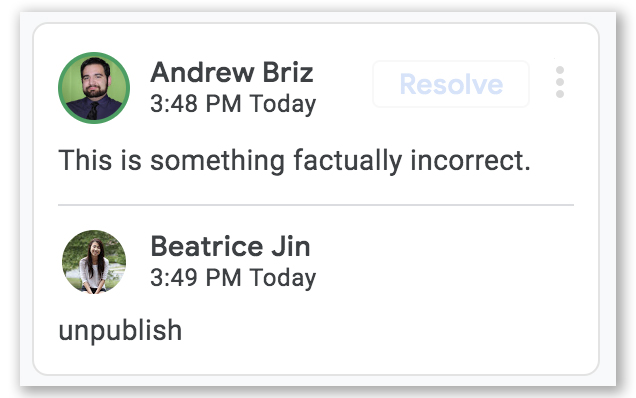 Andrew Briz
Resolve
3:48 PM Today
This is something factually incorrect.
Beatrice Jin
3:49 PM Today
unpublish